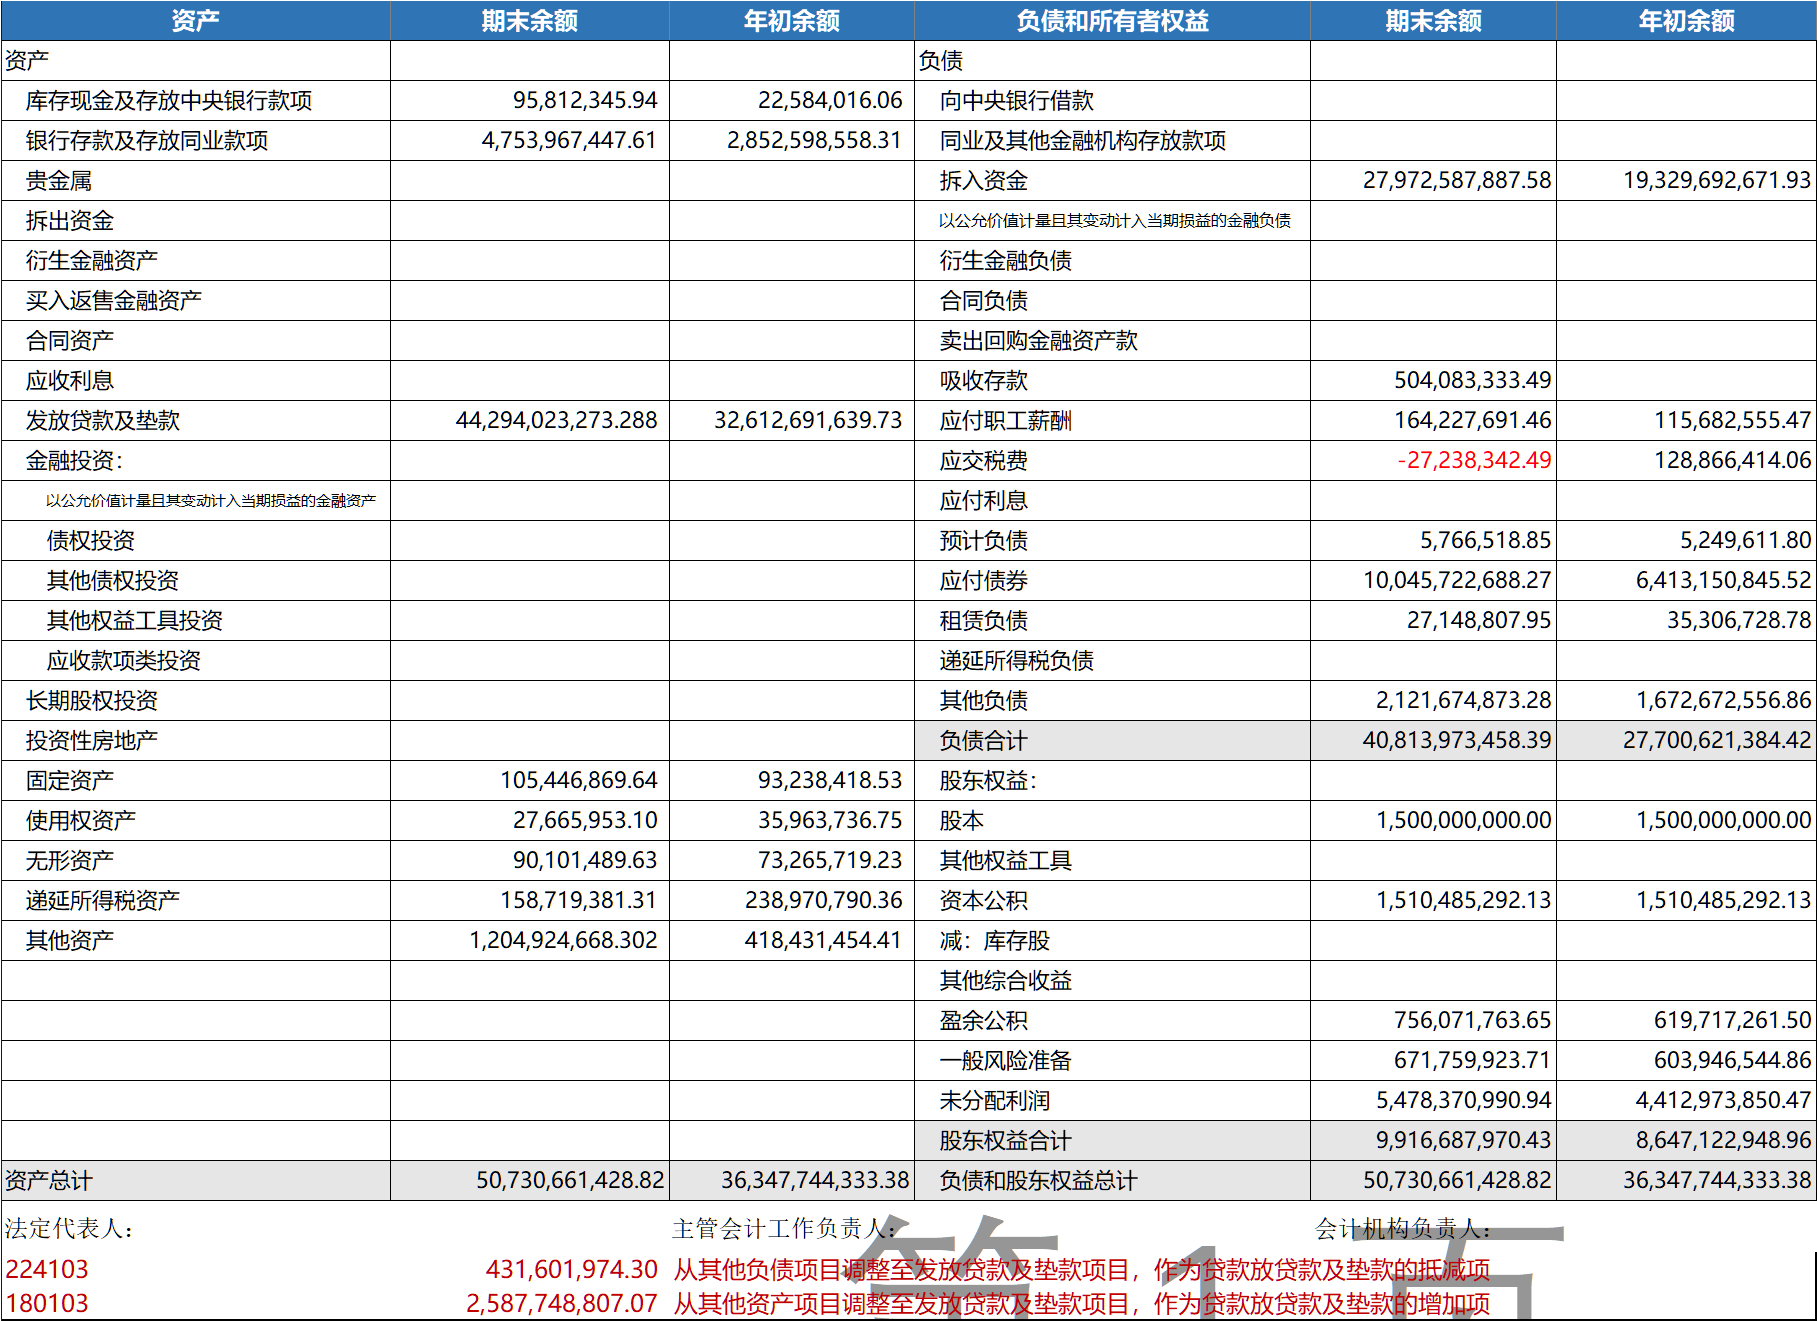 资产 期末余额 年初余额 负债和所有者权益 期末余额 年初余额
资产 负债
库存现金及存放中央银行款项 95,812,345.94 22,584,016.06 向中央银行借款
银行存款及存放同业款项 4,753,967,447.61 2,852,598,558.31 同业及其他金融机构存放款项
贵金属 拆入资金 27,972,587,887.58 19,329,692,671.93
拆出资金 以公允价值计量且其变动计入当期损益的金融负债
衍生金融资产 衍生金融负债
买入返售金融资产 合同负债
合同资产 卖出回购金融资产款
应收利息 吸收存款 504,083,333.49
发放贷款及垫款 44,294,023,273.288 32,612,691,639.73 应付职工薪酬 164,227,691.46 115,682,555.47
金融投资： 应交税费 -27,238,342.49 128,866,414.06
以公允价值计量且其变动计入当期损益的金融资产 应付利息
债权投资 预计负债 5,766,518.85 5,249,611.80
其他债权投资 应付债券 10,045,722,688.27 6,413,150,845.52
其他权益工具投资 租赁负债 27,148,807.95 35,306,728.78
应收款项类投资 递延所得税负债
长期股权投资 其他负债 2,121,674,873.28 1,672,672,556.86
投资性房地产 负债合计 40,813,973,458.39 27,700,621,384.42
固定资产 105,446,869.64 93,238,418.53 股东权益：
使用权资产 27,665,953.10 35,963,736.75 股本 1,500,000,000.00 1,500,000,000.00
无形资产 90,101,489.63 73,265,719.23 其他权益工具
递延所得税资产 158,719,381.31 238,970,790.36 资本公积 1,510,485,292.13 1,510,485,292.13
其他资产 1,204,924,668.302 418,431,454.41 减：库存股
其他综合收益
盈余公积 756,071,763.65 619,717,261.50
一般风险准备 671,759,923.71 603,946,544.86
未分配利润 5,478,370,990.94 4,412,973,850.47
股东权益合计 9,916,687,970.43 8,647,122,948.96
资产总计 50,730,661,428.82 36,347,744,333.38 负债和股东权益总计 50,730,661,428.82 36,347,744,333.38
法定代表人： 主管会计工作负责人： 会计机构负责人：
224103 431,601,974.30 从其他负债项目调整至发放贷款及垫款项目，作为贷款放贷款及垫款的抵减项
180103 2,587,748,807.07 从其他资产项目调整至发放贷款及垫款项目，作为贷款放贷款及垫款的增加项
第 1 页